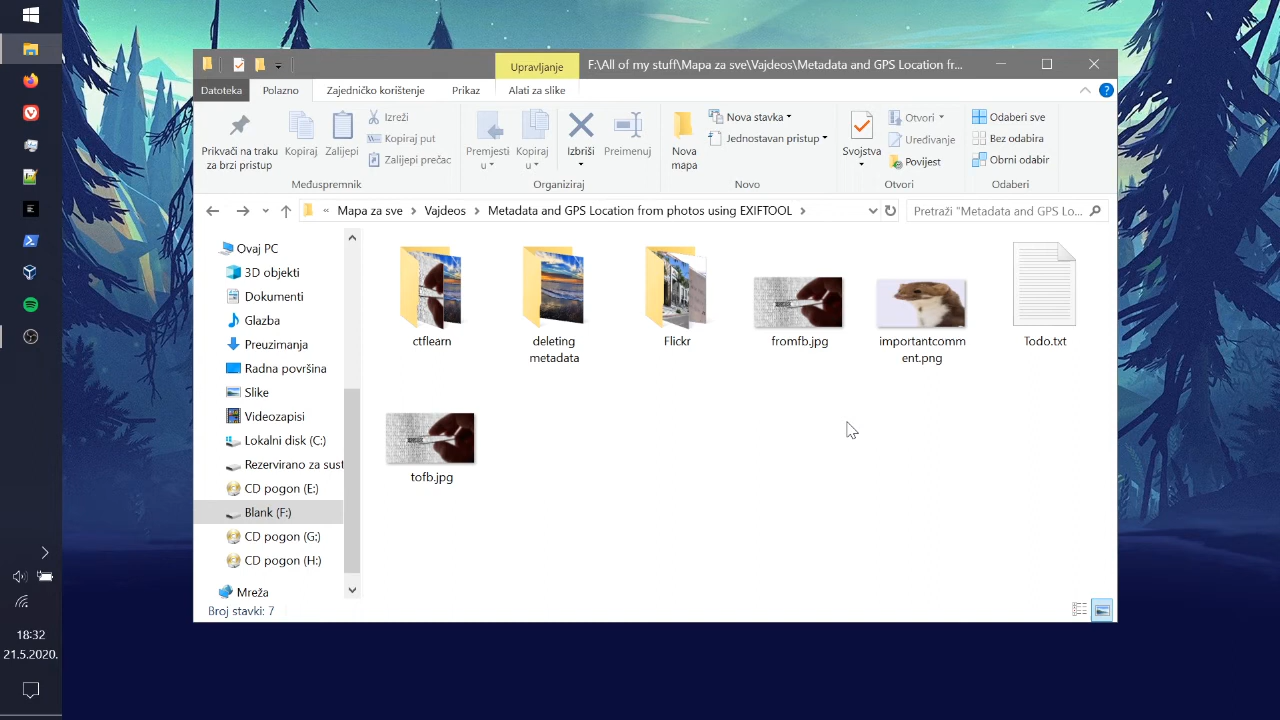 Upravljanje
F:\All of my stuff\Mapa za sve\Vajdeos\Metadata and GPS Location fr...
Datoteka
Polazno
Zajedničko korištenje
Prikaz
Alati za slike
?
Prikvači na traku
za brzi pristup
Kopiraj
Zalijepi
Izreži
Kopiraj put
Zalijepi prečac
Međuspremnik
Premjesti
u
Kopiraj
u
Izbriši
Preimenuj
Organiziraj
Nova
mapa
Nova stavka
Jednostavan pristup
Novo
Svojstva
Otvori
Uređivanje
Povijest
Otvori
Odaberi sve
Bez odabira
Obrni odabir
Odaberi
« Mapa za sve > Vajdeos > Metadata and GPS Location from photos using EXIFTOOL >
Pretraži "Metadata and GPS Lo...
Ovaj PC
3D objekti
Dokumenti
Glazba
Preuzimanja
Radna površina
Slike
Videozapisi
Lokalni disk (C:)
Rezervirano za sust
CD pogon (E:)
Blank (F:)
CD pogon (G:)
CD pogon (H:)
Mreža
ctflearn
deleting
metadata
Flickr
fromfb.jpg
importantcomm
ent.png
Todo.txt
tofb.jpg
Broj stavki: 7
18:32
21.5.2020.